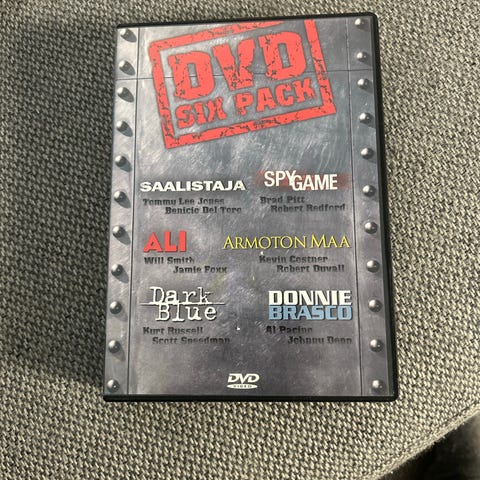 DVD
SIX PACK
SAALISTAJA
Tommy Lee Jones
Benicio Del Toro
SPYGAME
Brad Pitt
Robert Redford
ALI
Will Smith
Jamie Foxx
ARMOTON MAA
Kevin Costner
Robert Duvall
Dark
Blue
Kurt Russell
Scott Speedman
DONNIE
BRASCO
Al Pacino
Johnny Depp
DVD
VIDEO